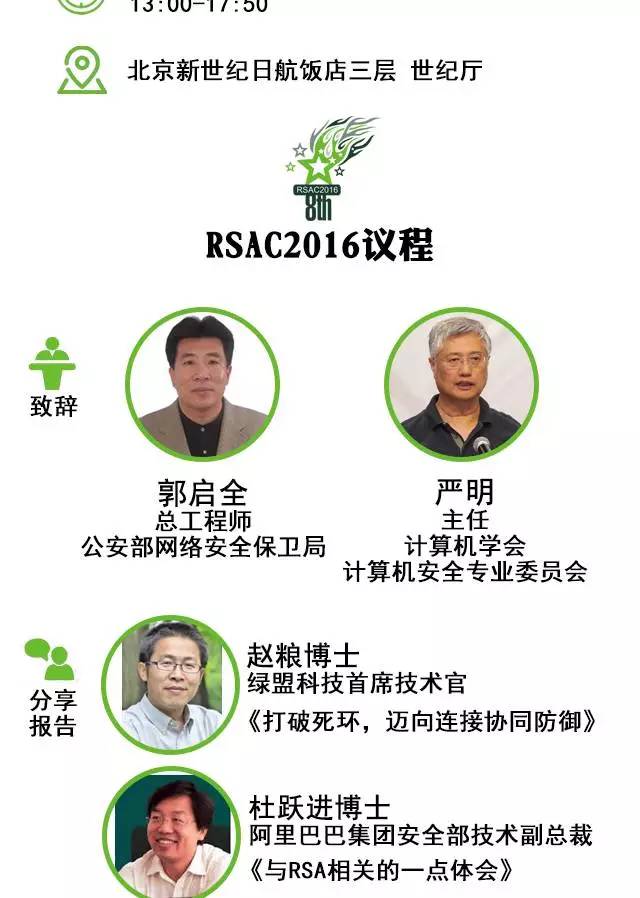 13:00-17:50
北京新世纪日航饭店三层 世纪厅
RSAC2016
8th
RSAC2016议程
致辞
郭启全
总工程师
公安部网络安全保卫局
严明
主任
计算机学会
计算机安全专业委员会
分享
报告
赵粮博士
绿盟科技首席技术官
《打破死环，迈向连接协同防御》
杜跃进博士
阿里巴巴集团安全部技术副总裁
《与RSA相关的一点体会》